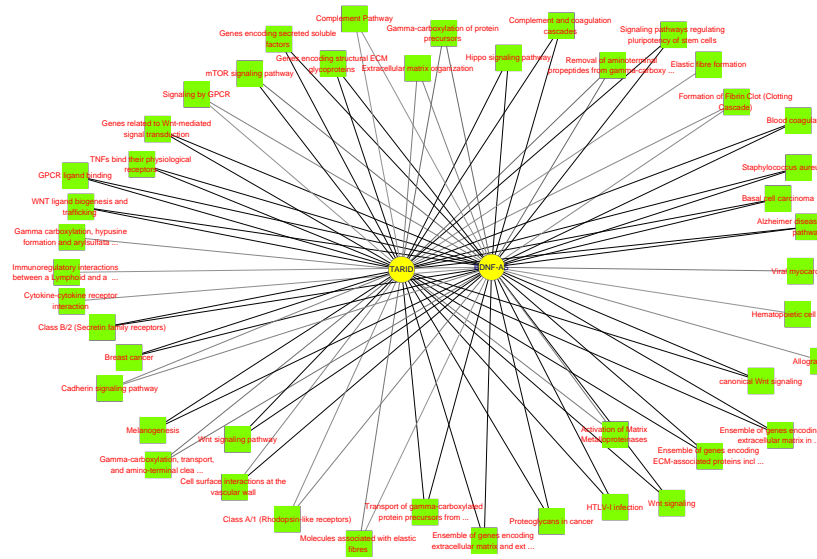 Complement Pathway
Genes encoding secreted soluble
factors
Gamma-carboxylation of protein
precursors
Complement and coagulation
cascades
Signaling pathways regulating
pluripotency of stem cells
Genes encoding structural ECM
glycoproteins
Extracellular matrix organization
Hippo signaling pathway
Removal of aminoterminal
propeptides from gamma-carboxy ...
Elastic fibre formation
mTOR signaling pathway
Signaling by GPCR
Formation of Fibrin Clot (Clotting
Cascade)
Genes related to Wnt-mediated
signal transduction
Blood coagula
TNFs bind their physiological
receptors
GPCR ligand binding
Staphylococcus aure
WNT ligand biogenesis and
trafficking
Basal cell carcinoma
Alzheimer diseas
pathwa
Gamma carboxylation, hypusine
formation and arylsulfata ...
Immunoregulatory interactions
between a Lymphoid and a ...
TARID
Viral myocar
Cytokine-cytokine receptor
interaction
Hematopoietic cell
Class B/2 (Secretin family receptors)
Breast cancer
Allogra
Cadherin signaling pathway
canonical Wnt signaling
Melanogenesis
Wnt signaling pathway
Activation of Matrix
Metalloproteinases
Ensemble of genes encodin
extracellular matrix in ..
Gamma-carboxylation, transport,
and amino-terminal clea ...
Ensemble of genes encoding
ECM-associated proteins incl ...
Cell surface interactions at the
vascular wall
Class A/1 (Rhodopsin-like receptors)
Transport of gamma-carboxylated
protein precursors from ...
Proteoglycans in cancer
HTLV-I infection
Wnt signaling
Molecules associated with elastic
fibres
Ensemble of genes encoding
extracellular matrix and ext ...